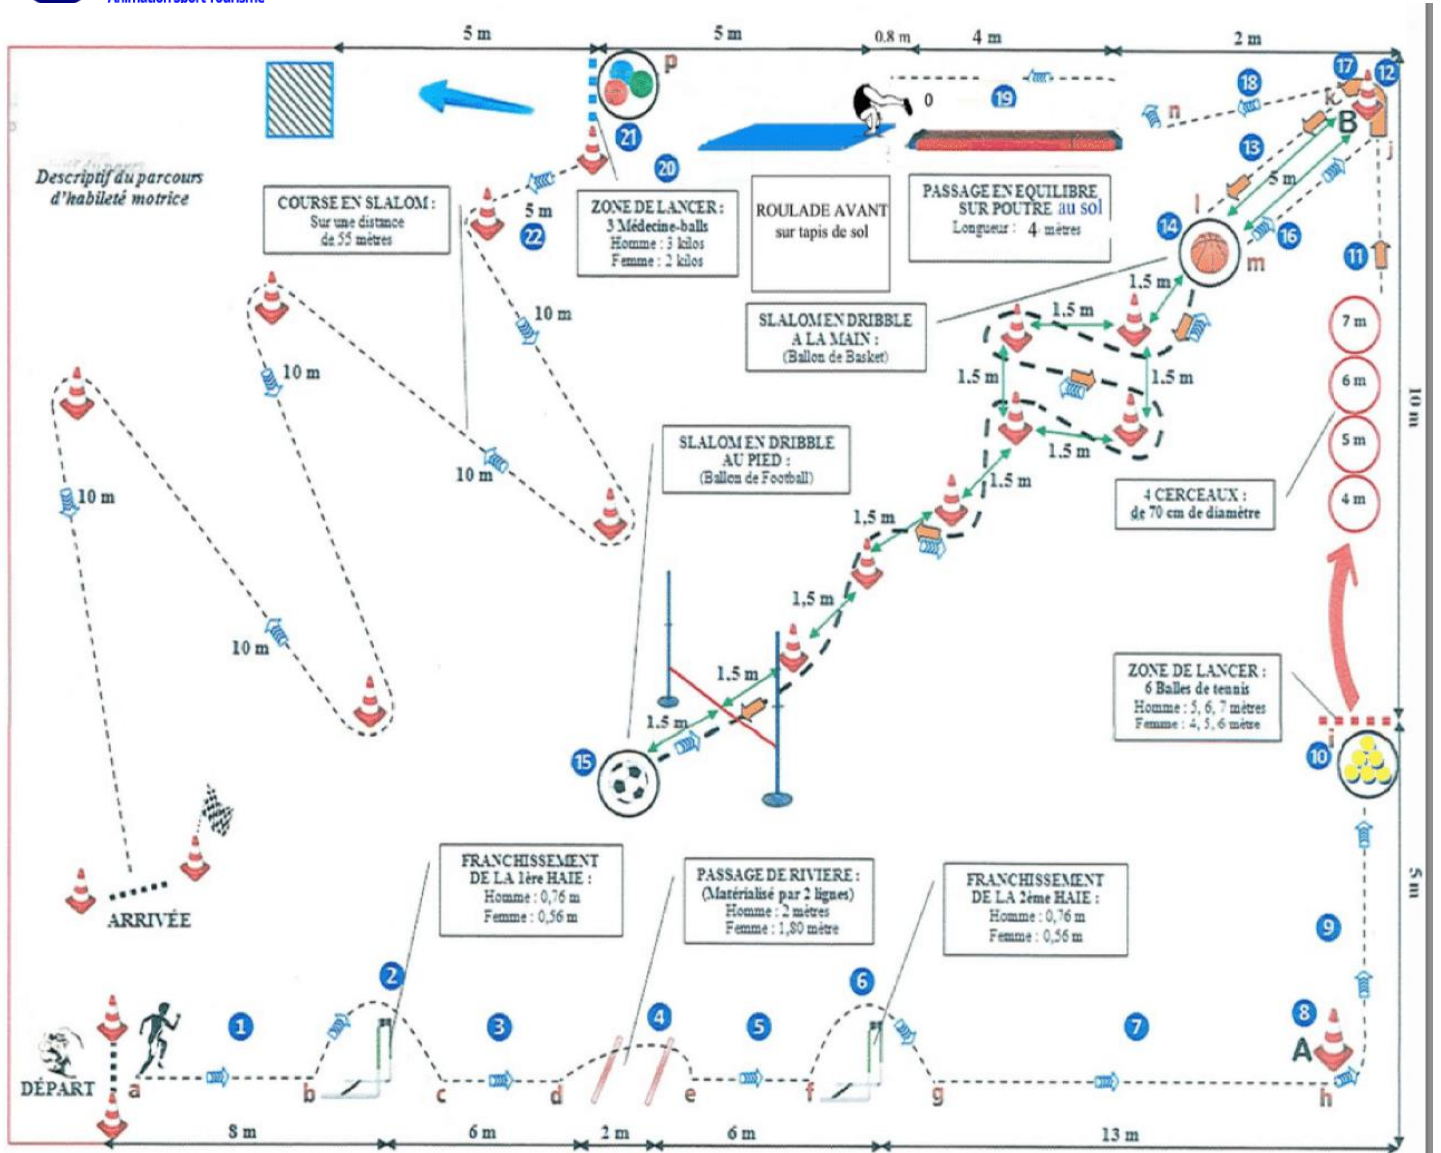 Animation sport Tourisme
5 m
5 m
0.8 m
4 m
2 m
Descriptif du parcours
d'habileté motrice
P
21
20
O
19
n
18
17
12
k
B
j
13
5 m
16
l
14
m
11
COURSE EN SLALOM :
Sur une distance
de 55 mètres
5 m
22
ZONE DE LANCER :
3 Médecine-balls
Homme : 3 kilos
Femme : 2 kilos
ROULADE AVANT
sur tapis de sol
PASSAGE EN EQUILIBRE
SUR POUTRE au sol
Longueur : 4 mètres
SLALOM EN DRIBBLE
A LA MAIN :
(Ballon de Basket)
1.5 m
1.5 m
1.5 m
1.5 m
1.5 m
1.5 m
1,5 m
1,5 m
1.5 m
1.5 m
10 m
10 m
10 m
10 m
10 m
7 m
6 m
5 m
4 m
10 m
SLALOM EN DRIBBLE
AU PIED :
(Ballon de Football)
4 CERCEAUX :
de 70 cm de diamètre
ZONE DE LANCER :
6 Balles de tennis
Homme : 5, 6, 7 mètres
Femme : 4, 5, 6 mètre
i
10
15
5 m
9
ARRIVÉE
FRANCHISSEMENT
DE LA 1ère HAIE :
Homme : 0,76 m
Femme : 0,56 m
PASSAGE DE RIVIERE :
(Matérialisé par 2 lignes)
Homme : 2 mètres
Femme : 1,80 mètre
FRANCHISSEMENT
DE LA 2ème HAIE :
Homme : 0,76 m
Femme : 0,56 m
1
2
3
4
5
6
7
8
A
DÉPART
a
b
c
d
e
f
g
h
8 m
6 m
2 m
6 m
13 m